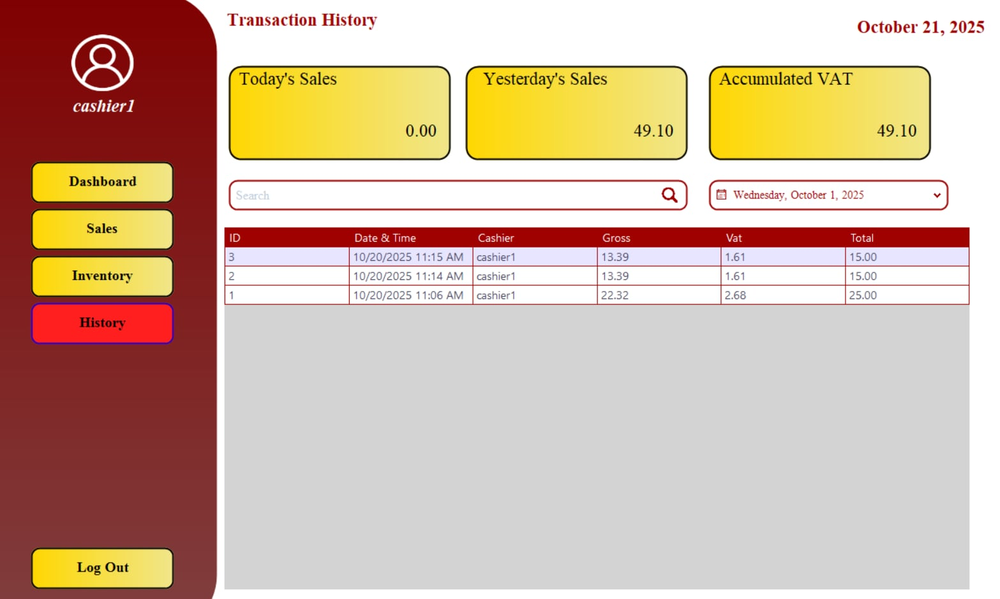 cashier1
Dashboard
Sales
Inventory
History
Log Out
Transaction History
October 21, 2025
Today's Sales
0.00
Yesterday's Sales
49.10
Accumulated VAT
49.10
Search
Wednesday, October 1, 2025
ID Date & Time Cashier Gross Vat Total
3 10/20/2025 11:15 AM cashier1 13.39 1.61 15.00
2 10/20/2025 11:14 AM cashier1 13.39 1.61 15.00
1 10/20/2025 11:06 AM cashier1 22.32 2.68 25.00